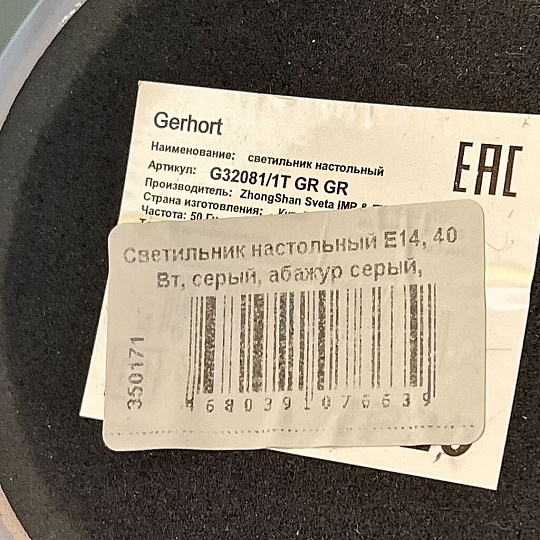 Gerhort
Наименование: светильник настольный
Артикул: G32081/1T GR GR
Производитель: ZhongShan Sveta IMP &
Страна изготовления:
Частота: 50
EAC
Светильник настольный E14, 40
Вт, серый, абажур серый,
350171
4680391076639